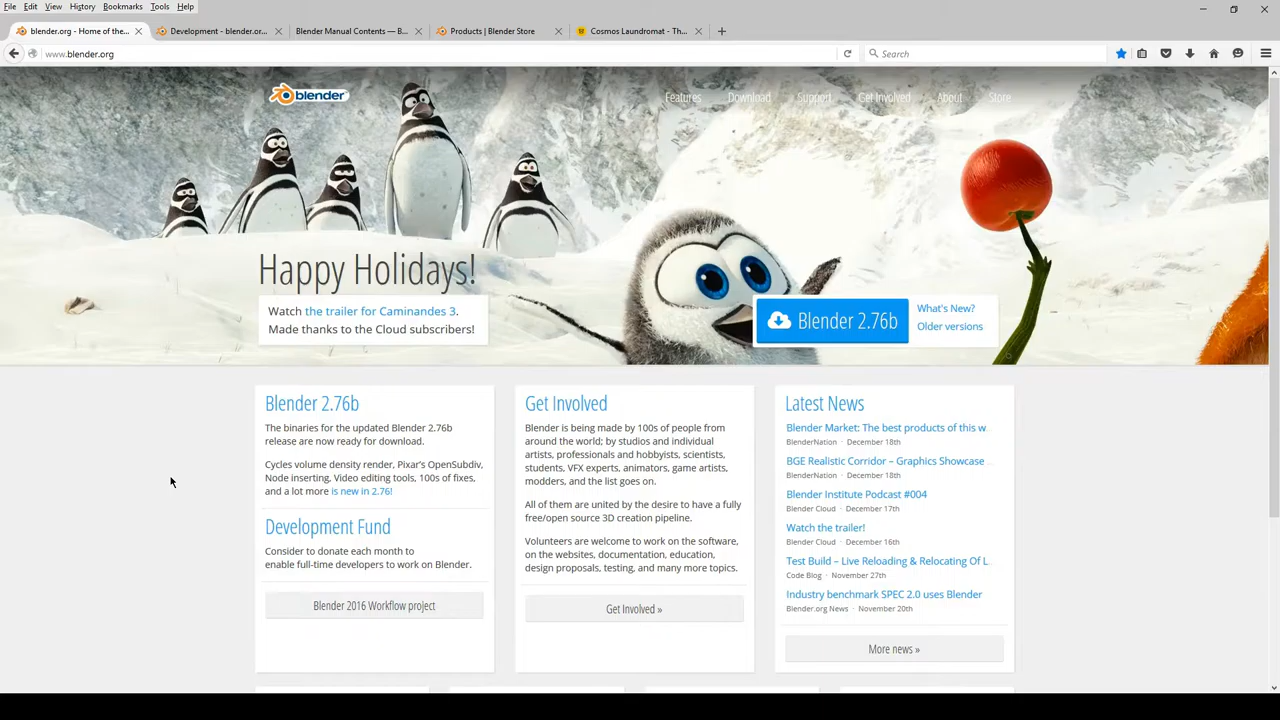 File Edit View History Bookmarks Tools Help
blender.org - Home of the... Development - blender.or... Blender Manual Contents — B... Products | Blender Store Cosmos Laundromat - Th...
www.blender.org Search
blender Features Download Support Get Involved About Store
Happy Holidays!
Watch the trailer for Caminandes 3.
Made thanks to the Cloud subscribers!
Blender 2.76b
What's New?
Older versions
Blender 2.76b
The binaries for the updated Blender 2.76b
release are now ready for download.
Cycles volume density render, Pixar's OpenSubdiv,
Node inserting, Video editing tools, 100s of fixes,
and a lot more is new in 2.76!
Development Fund
Consider to donate each month to
enable full-time developers to work on Blender.
Blender 2016 Workflow project
Get Involved
Blender is being made by 100s of people from
around the world; by studios and individual
artists, professionals and hobbyists, scientists,
students, VFX experts, animators, game artists,
modders, and the list goes on.
All of them are united by the desire to have a fully
free/open source 3D creation pipeline.
Volunteers are welcome to work on the software,
on the websites, documentation, education,
design proposals, testing, and many more topics.
Get Involved »
Latest News
Blender Market: The best products of this w
BlenderNation · December 18th
BGE Realistic Corridor – Graphics Showcase
BlenderNation · December 18th
Blender Institute Podcast #004
Blender Cloud · December 17th
Watch the trailer!
Blender Cloud · December 16th
Test Build – Live Reloading & Relocating Of L
Code Blog · November 27th
Industry benchmark SPEC 2.0 uses Blender
Blender.org News · November 20th
More news »